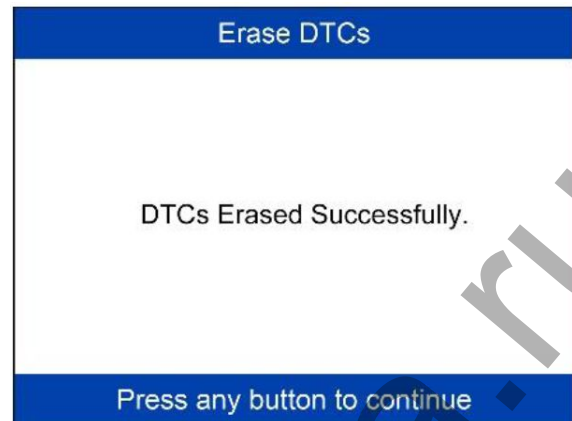 Erase DTCs
DTCs Erased Successfully.
Press any button to continue